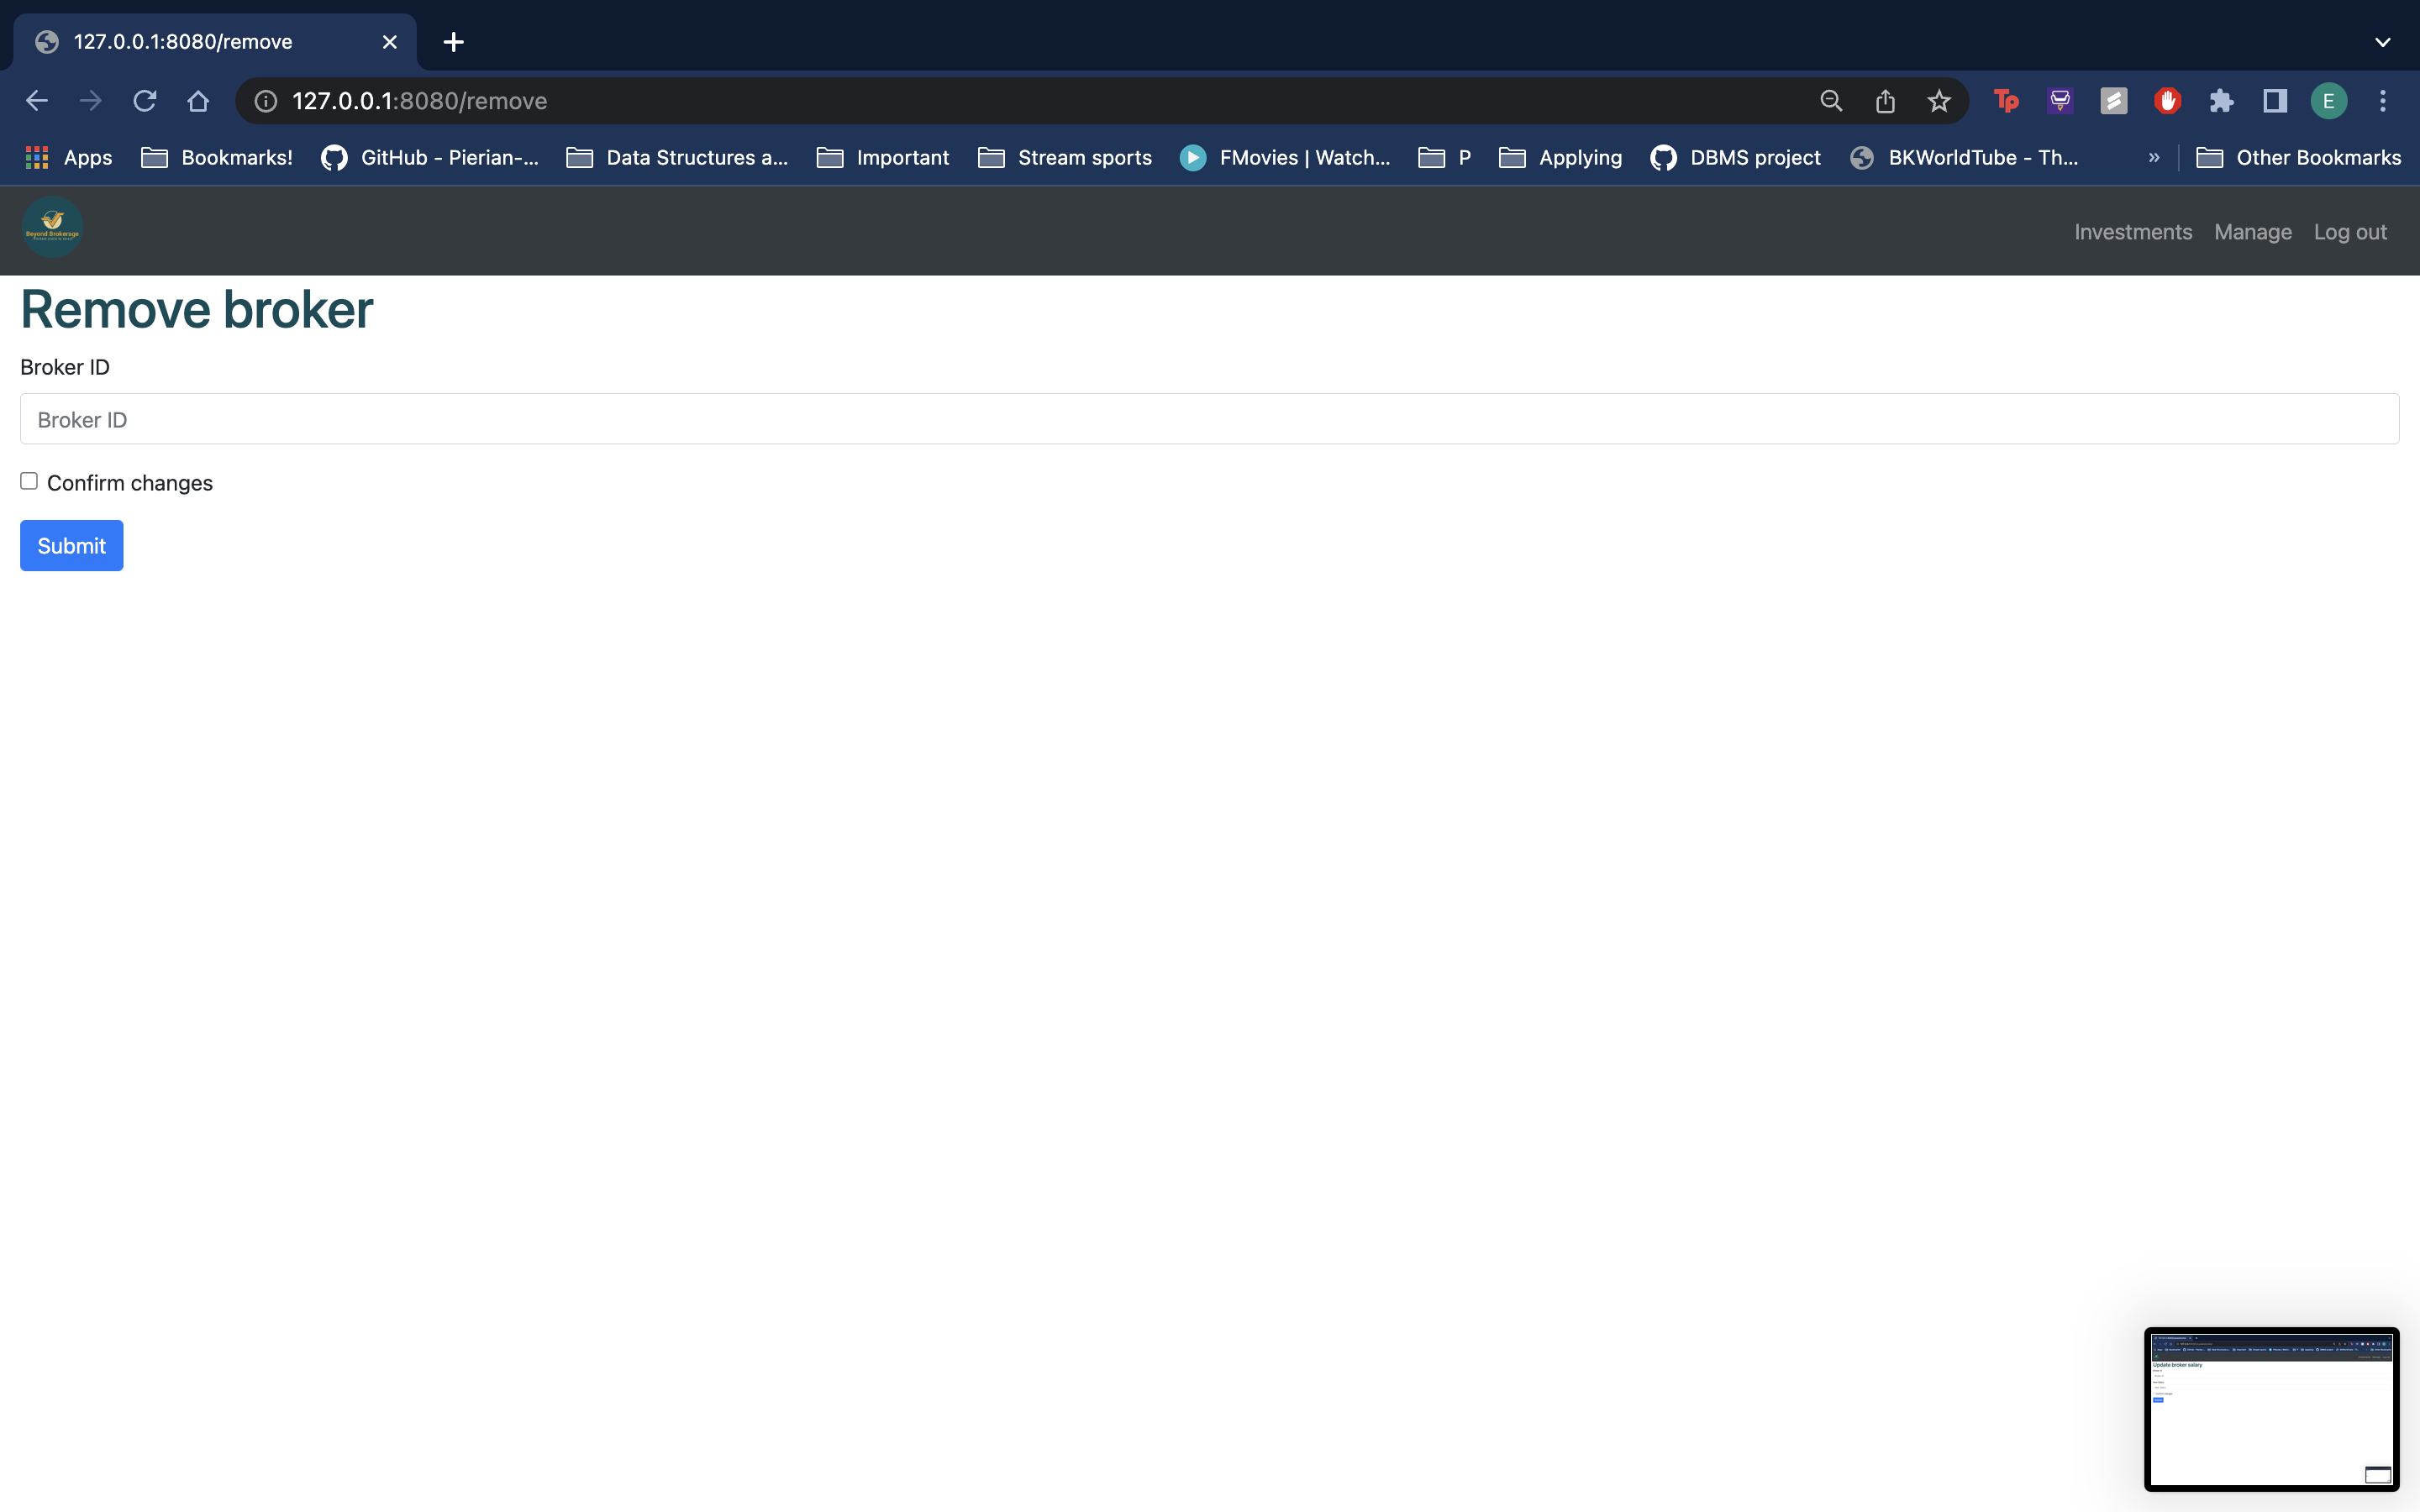 127.0.0.1:8080/remove
127.0.0.1:8080/remove
Tp
E
Apps Bookmarks! GitHub - Pierian-... Data Structures a... Important Stream sports FMovies | Watch... P Applying DBMS project BKWorldTube - Th... » Other Bookmarks
Beyond Brokerage
Investments Manage Log out
Remove broker
Broker ID
Broker ID
Confirm changes
Submit
Update broker salary